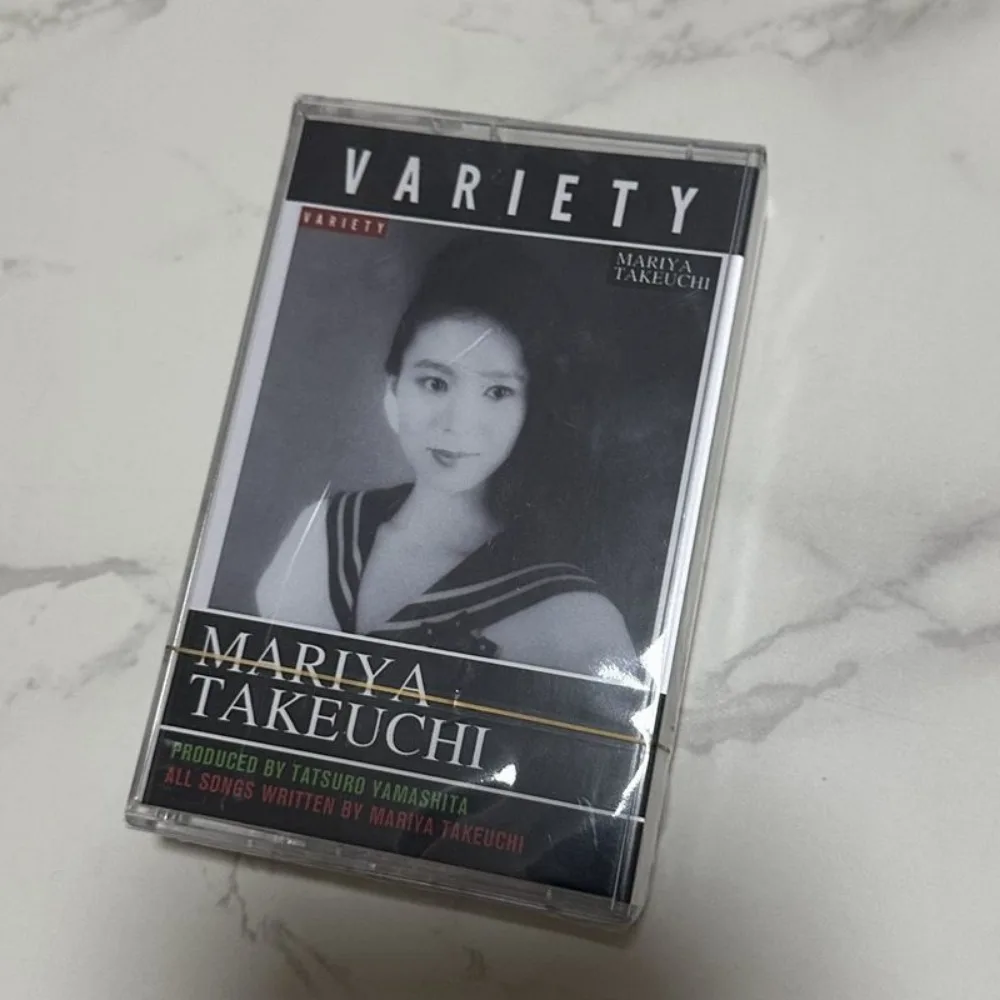 VARIETY
VARIETY
MARIYA
TAKEUCHI
MARIYA
TAKEUCHI
PRODUCED BY TATSURO YAMASHITA
ALL SONGS WRITTEN BY MARIYA TAKEUCHI